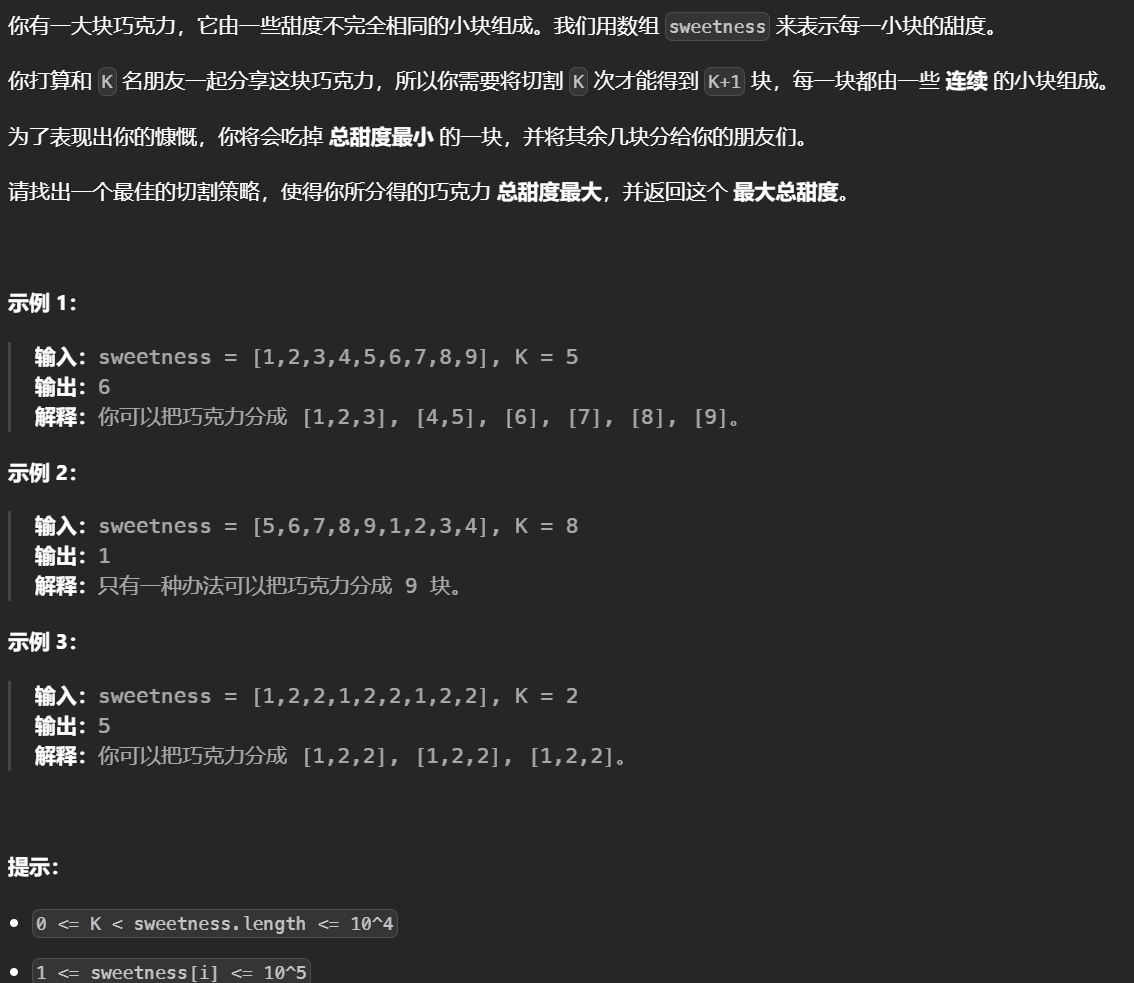 你有一大块巧克力，它由一些甜度不完全相同的小块组成。我们用数组 sweetness 来表示每一小块的甜度。
你打算和 K 名朋友一起分享这块巧克力，所以你需要将切割 K 次才能得到 K+1 块，每一块都由一些 连续 的小块组成。
为了表现出你的慷慨，你将会吃掉 总甜度最小 的一块，并将其余几块分给你的朋友们。
请找出一个最佳的切割策略，使得你所分得的巧克力 总甜度最大，并返回这个 最大总甜度。
示例 1：
输入：sweetness = [1,2,3,4,5,6,7,8,9], K = 5
输出：6
解释：你可以把巧克力分成 [1,2,3], [4,5], [6], [7], [8], [9]。
示例 2：
输入：sweetness = [5,6,7,8,9,1,2,3,4], K = 8
输出：1
解释：只有一种办法可以把巧克力分成 9 块。
示例 3：
输入：sweetness = [1,2,2,1,2,2,1,2,2], K = 2
输出：5
解释：你可以把巧克力分成 [1,2,2], [1,2,2], [1,2,2]。
提示：
• 0 <= K < sweetness.length <= 10^4
• 1 <= sweetness[i] <= 10^5